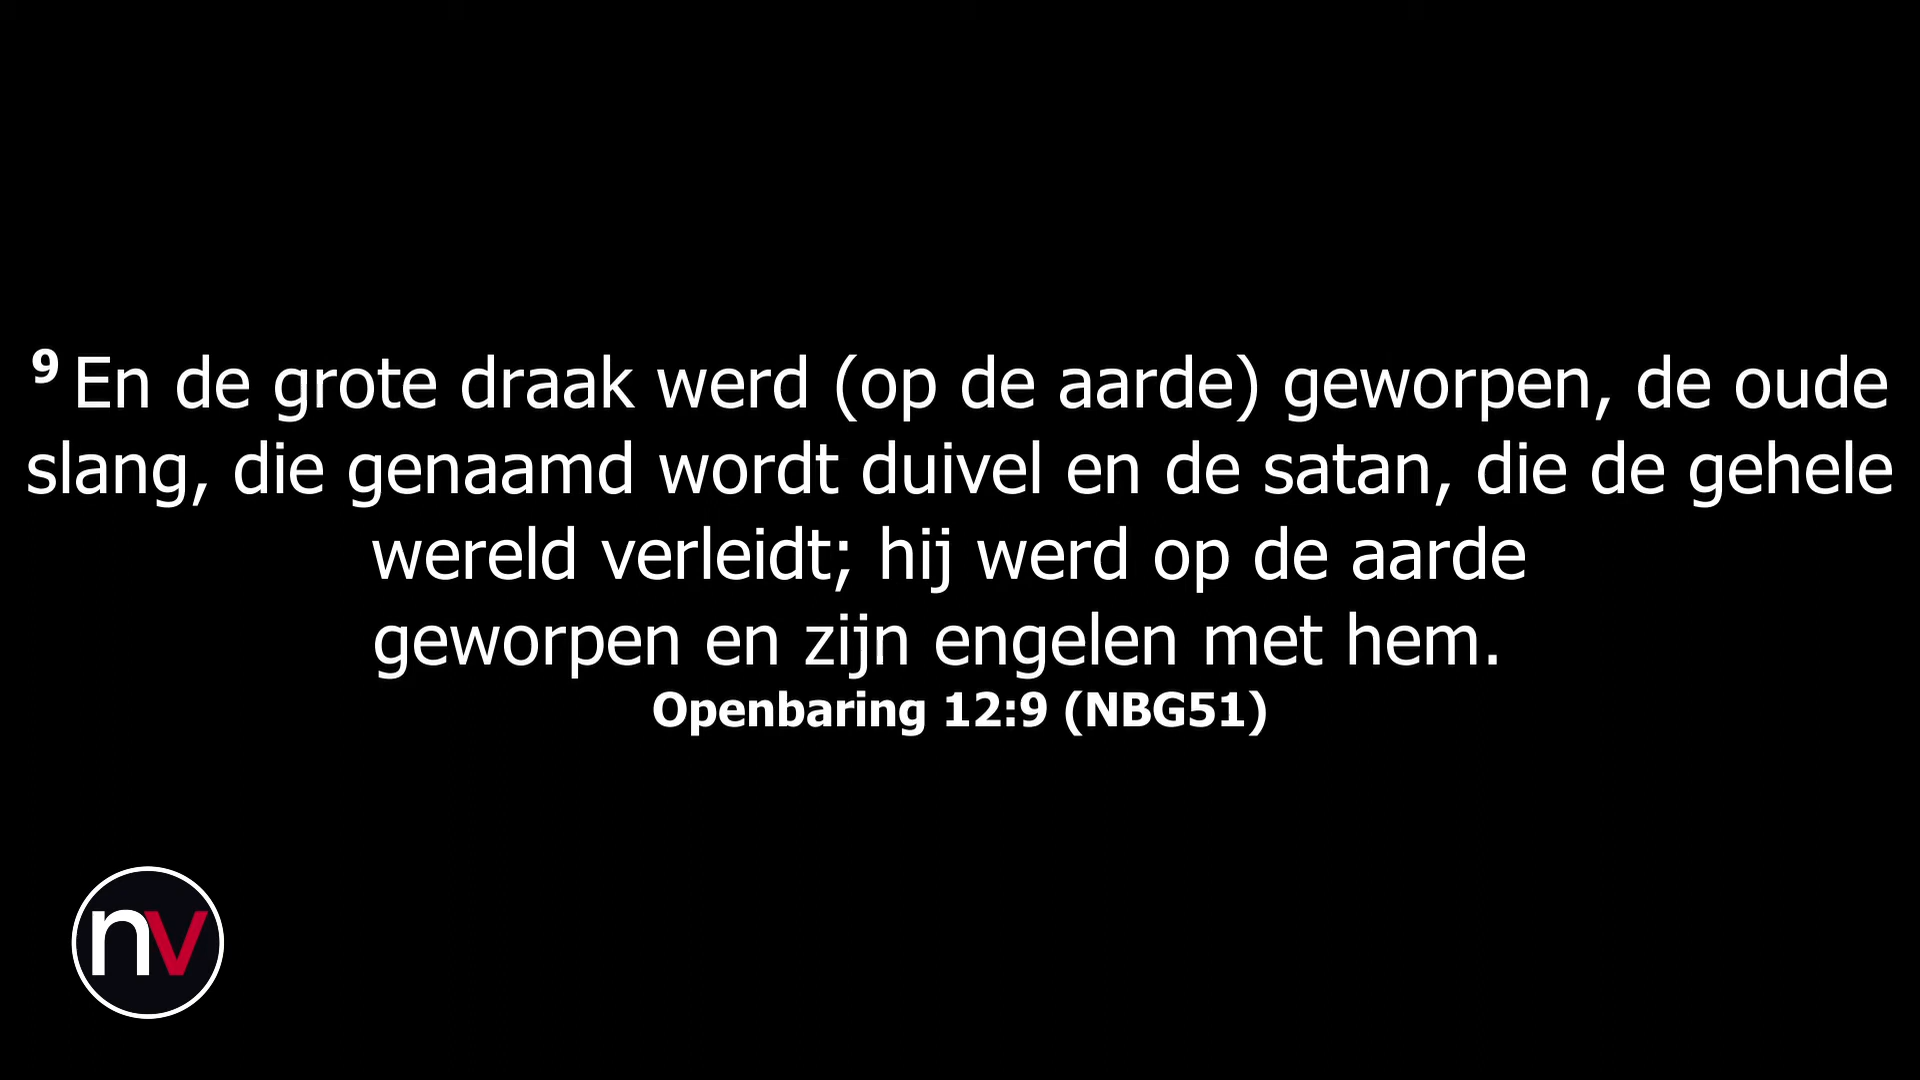 9 En de grote draak werd (op de aarde) geworpen, de oude
slang, die genaamd wordt duivel en de satan, die de gehele
wereld verleidt; hij werd op de aarde
geworpen en zijn engelen met hem.
Openbaring 12:9 (NBG51)
nv